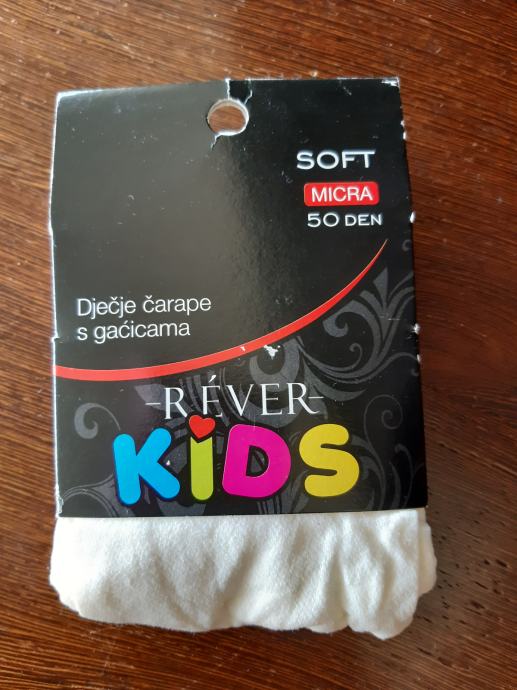 SOFT
MICRA
50 DEN
Dječje čarape
s gaćicama
-RÉVER-
KiDS